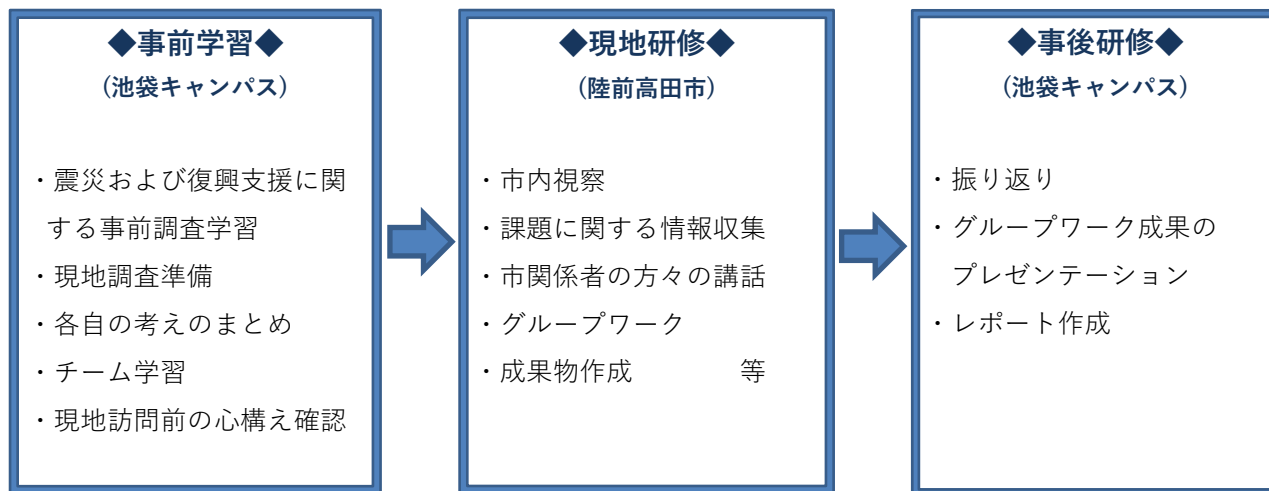 ◆事前学習◆
(池袋キャンパス)
・震災および復興支援に関
する事前調査学習
・現地調査準備
・各自の考えのまとめ
・チーム学習
・現地訪問前の心構え確認
◆現地研修◆
(陸前高田市)
・市内視察
・課題に関する情報収集
・市関係者の方々の講話
・グループワーク
・成果物作成 等
◆事後研修◆
(池袋キャンパス)
・振り返り
・グループワーク成果の
プレゼンテーション
・レポート作成